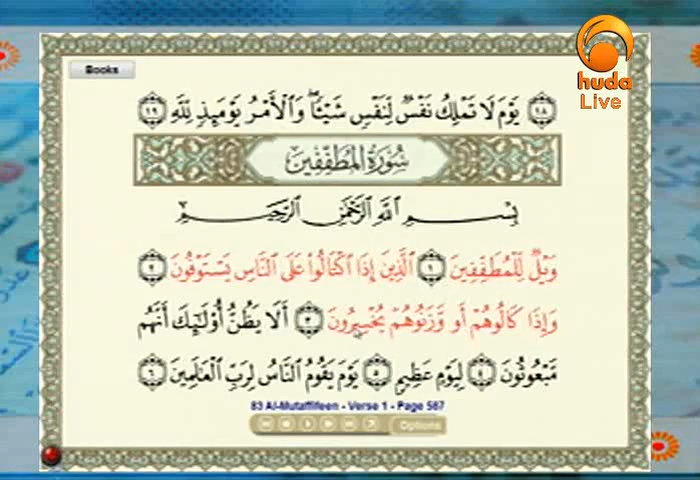 huda
Live
Books
۝١٨ يَوْمَ لَا تَمْلِكُ نَفْسٌ لِّنَفْسٍ شَيْـًٔا ۖ وَٱلْأَمْرُ يَوْمَئِذٍ لِّلَّهِ ۝١٩
سُورَةُ المُطَفِّفِينَ
بِسْمِ ٱللَّهِ ٱلرَّحْمَٰنِ ٱلرَّحِيمِ
وَيْلٌ لِّلْمُطَفِّفِينَ ۝١ ٱلَّذِينَ إِذَا ٱكْتَالُوا۟ عَلَى ٱلنَّاسِ يَسْتَوْفُونَ ۝٢
وَإِذَا كَالُوهُمْ أَو وَّزَنُوهُمْ يُخْسِرُونَ ۝٣ أَلَا يَظُنُّ أُو۟لَٰٓئِكَ أَنَّهُم
مَّبْعُوثُونَ ۝٤ لِيَوْمٍ عَظِيمٍ ۝٥ يَوْمَ يَقُومُ ٱلنَّاسُ لِرَبِّ ٱلْعَٰلَمِينَ ۝٦
83 Al-Mutaffifeen - Verse 1 - Page 587
Options